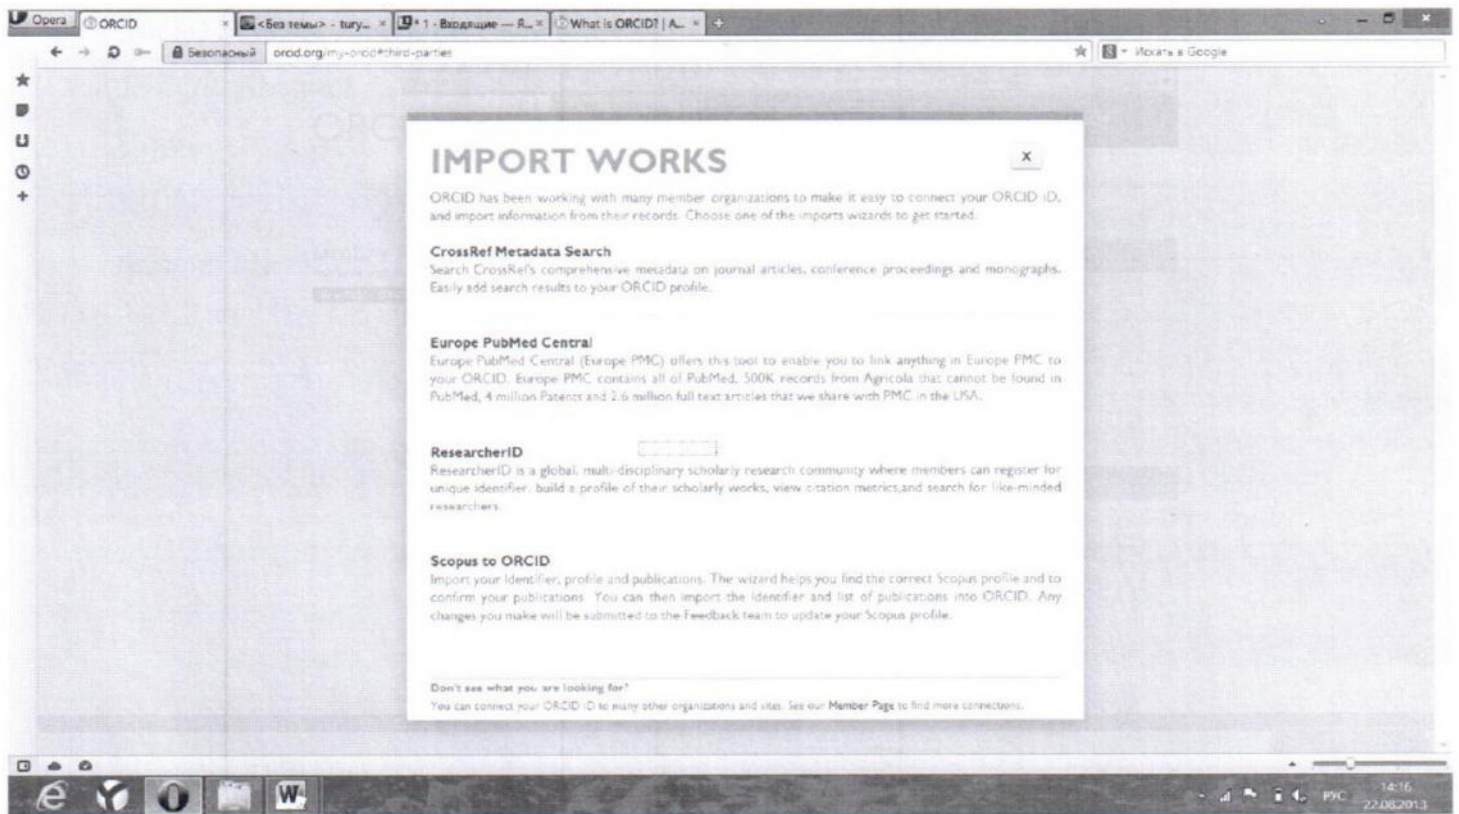 Opera
ORCID
<Без темы> - tury...
* 1 - Входящие — Я...
What is ORCID? | A...
Безопасный
orcid.org/my-orcid#third-parties
Искать в Google
IMPORT WORKS
X
ORCID has been working with many member organizations to make it easy to connect your ORCID iD,
and import information from their records. Choose one of the imports wizards to get started.
CrossRef Metadata Search
Search CrossRef's comprehensive metadata on journal articles, conference proceedings and monographs.
Easily add search results to your ORCID profile.
Europe PubMed Central
Europe PubMed Central (Europe PMC) offers this tool to enable you to link anything in Europe PMC to
your ORCID. Europe PMC contains all of PubMed, 500K records from Agricola that cannot be found in
PubMed, 4 million Patents and 2.6 million full text articles that we share with PMC in the USA.
ResearcherID
ResearcherID is a global, multi-disciplinary scholarly research community where members can register for
unique identifier, build a profile of their scholarly works, view citation metrics,and search for like-minded
researchers.
Scopus to ORCID
Import your Identifier, profile and publications. The wizard helps you find the correct Scopus profile and to
confirm your publications. You can then import the identifier and list of publications into ORCID. Any
changes you make will be submitted to the Feedback team to update your Scopus profile.
Don't see what you are looking for?
You can connect your ORCID iD to many other organizations and sites. See our Member Page to find more connections.
РУС
14:16
22.08.2013